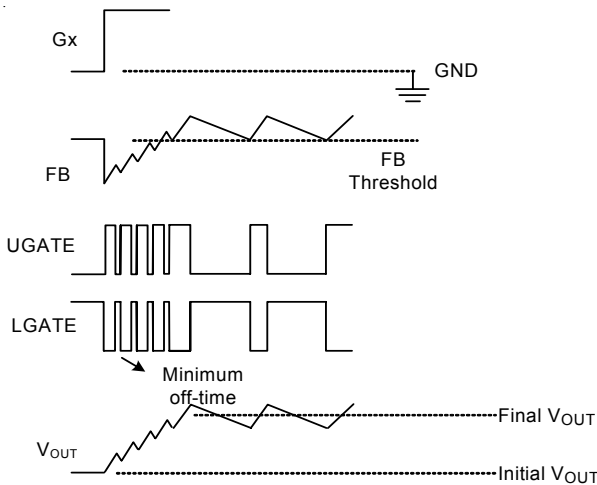 Gx
GND
FB
FB
Threshold
UGATE
LGATE
Minimum
off-time
Final VOUT
VOUT
Initial VOUT